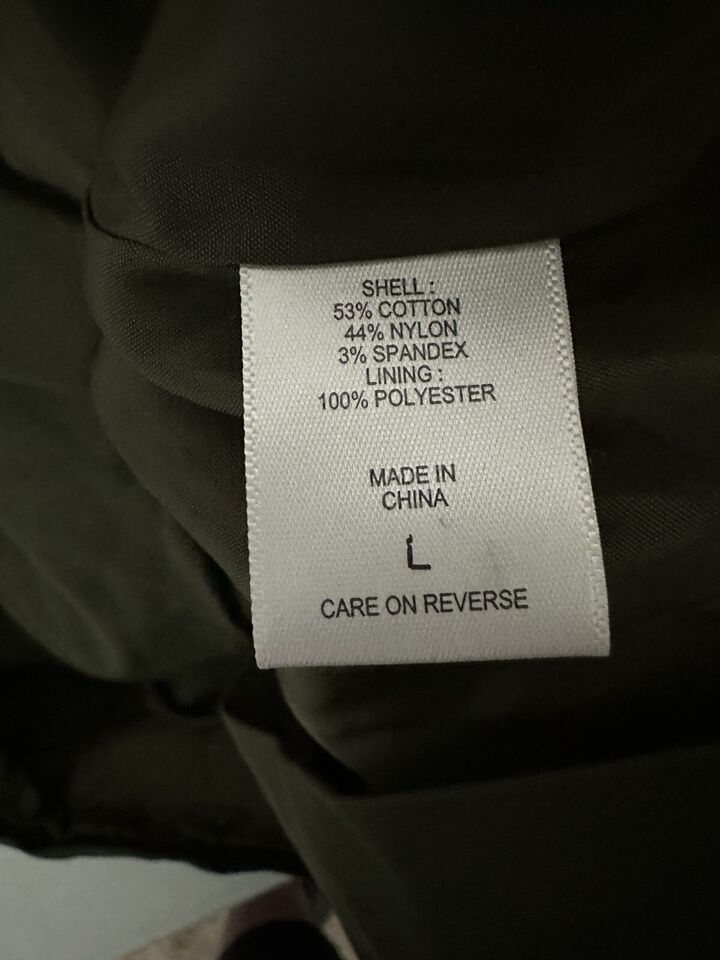 SHELL :
53% COTTON
44% NYLON
3% SPANDEX
LINING :
100% POLYESTER
MADE IN
CHINA
L
CARE ON REVERSE